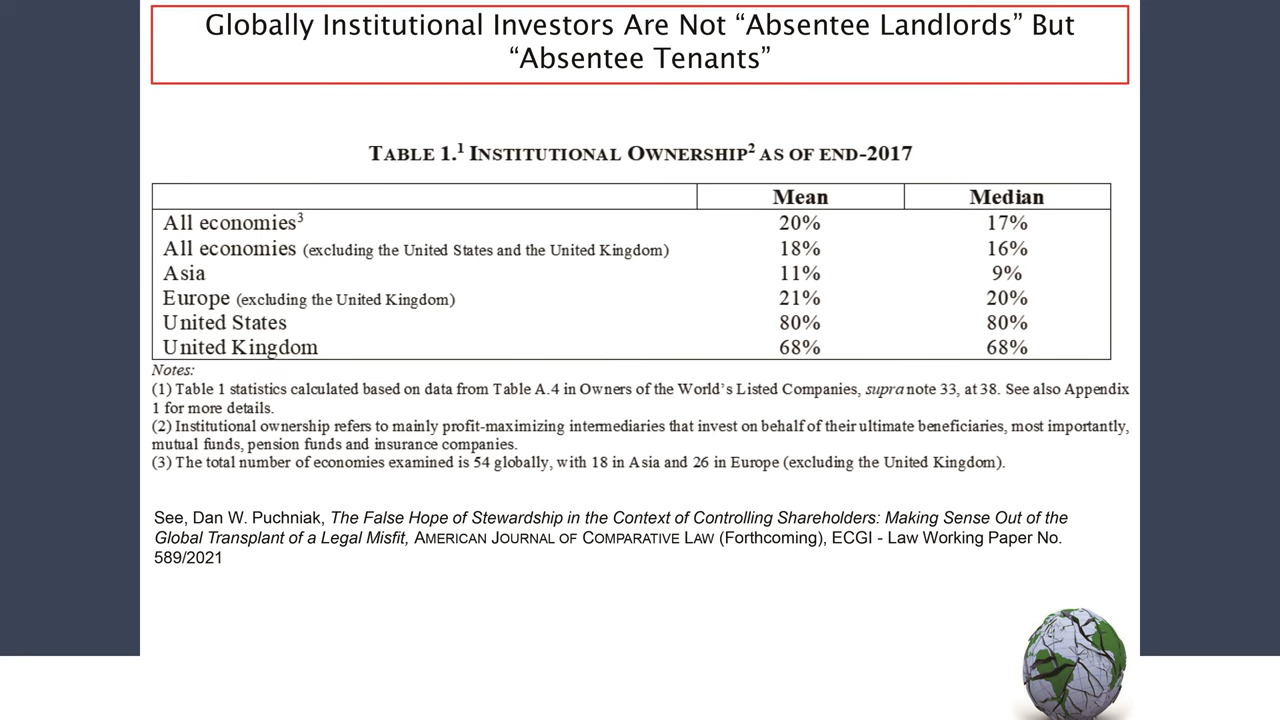 Globally Institutional Investors Are Not “Absentee Landlords” But
“Absentee Tenants”
TABLE 1.1 INSTITUTIONAL OWNERSHIP2 AS OF END-2017
Mean Median
All economies3 20% 17%
All economies (excluding the United States and the United Kingdom) 18% 16%
Asia 11% 9%
Europe (excluding the United Kingdom) 21% 20%
United States 80% 80%
United Kingdom 68% 68%
Notes:
(1) Table 1 statistics calculated based on data from Table A.4 in Owners of the World’s Listed Companies, supra note 33, at 38. See also Appendix
1 for more details.
(2) Institutional ownership refers to mainly profit-maximizing intermediaries that invest on behalf of their ultimate beneficiaries, most importantly,
mutual funds, pension funds and insurance companies.
(3) The total number of economies examined is 54 globally, with 18 in Asia and 26 in Europe (excluding the United Kingdom).
See, Dan W. Puchniak, The False Hope of Stewardship in the Context of Controlling Shareholders: Making Sense Out of the
Global Transplant of a Legal Misfit, AMERICAN JOURNAL OF COMPARATIVE LAW (Forthcoming), ECGI - Law Working Paper No.
589/2021